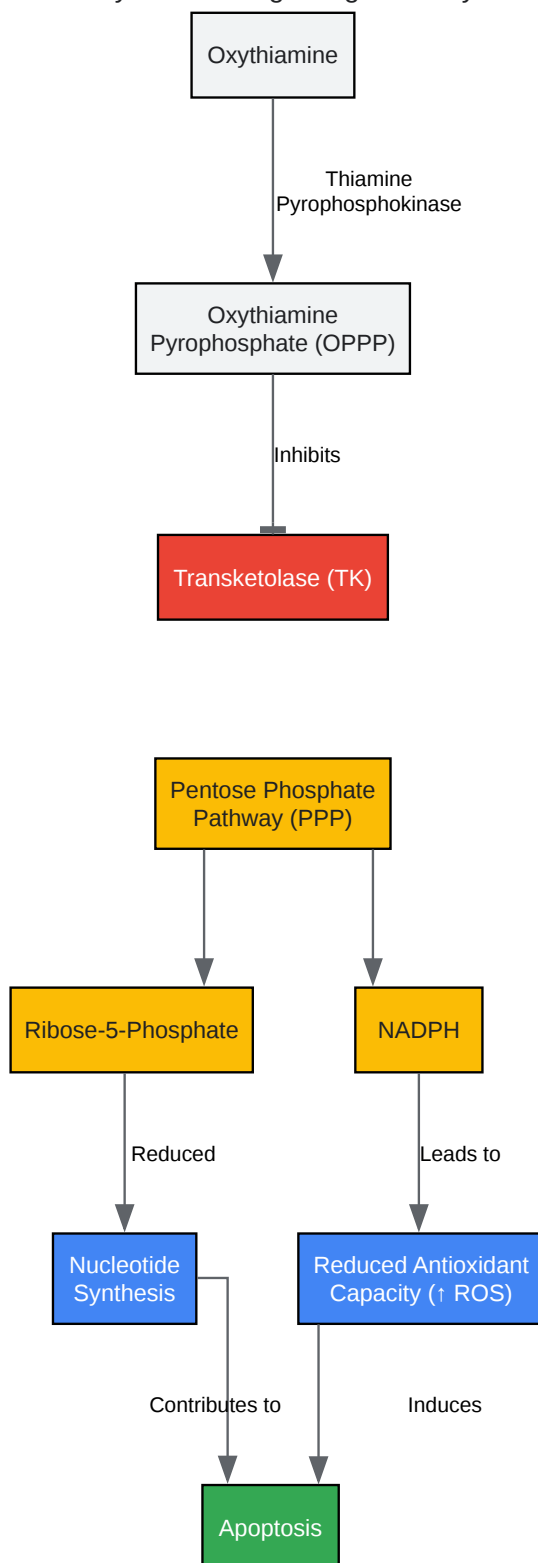 Oxythiamine
Thiamine
Pyrophosphokinase
Oxythiamine
Pyrophosphate (OPPP)
Inhibits
Transketolase (TK)
Pentose Phosphate
Pathway (PPP)
Ribose-5-Phosphate
NADPH
Reduced
Leads to
Nucleotide
Synthesis
Reduced Antioxidant
Capacity (↑ ROS)
Contributes to
Induces
Apoptosis